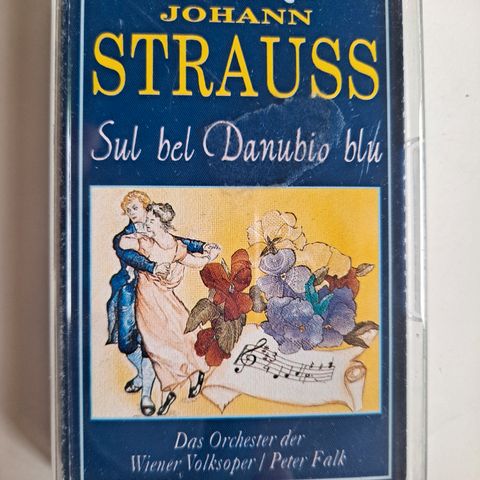 JOHANN
STRAUSS
Sul bel Danubio blu
Das Orchester der
Wiener Volksoper / Peter Falk